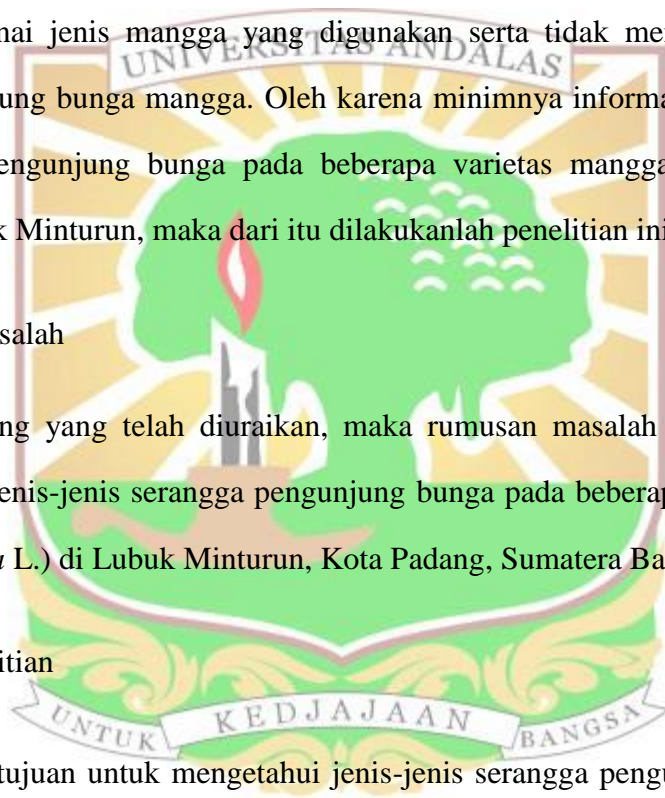 nai jenis mangga yang digunakan serta tidak me
UNIVERSITAS ANDALAS
ung bunga mangga. Oleh karena minimnya informa
engunjung bunga pada beberapa varietas mangga
k Minturun, maka dari itu dilakukanlah penelitian ini
salah
ng yang telah diuraikan, maka rumusan masalah
enis-jenis serangga pengunjung bunga pada beberap
a L.) di Lubuk Minturun, Kota Padang, Sumatera Ba
itian
UNTUK KEDJAJAAN BANGSA
tujuan untuk mengetahui jenis-jenis serangga pengu